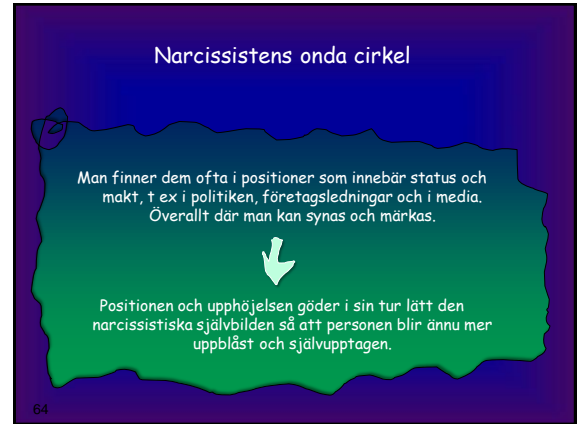 Narcissistens onda cirkel
Man finner dem ofta i positioner som innebär status och
makt, t ex i politiken, företagsledningar och i media.
Överallt där man kan synas och märkas.
Positionen och upphöjelsen göder i sin tur lätt den
narcissistiska självbilden så att personen blir ännu mer
uppblåst och självupptagen.
64